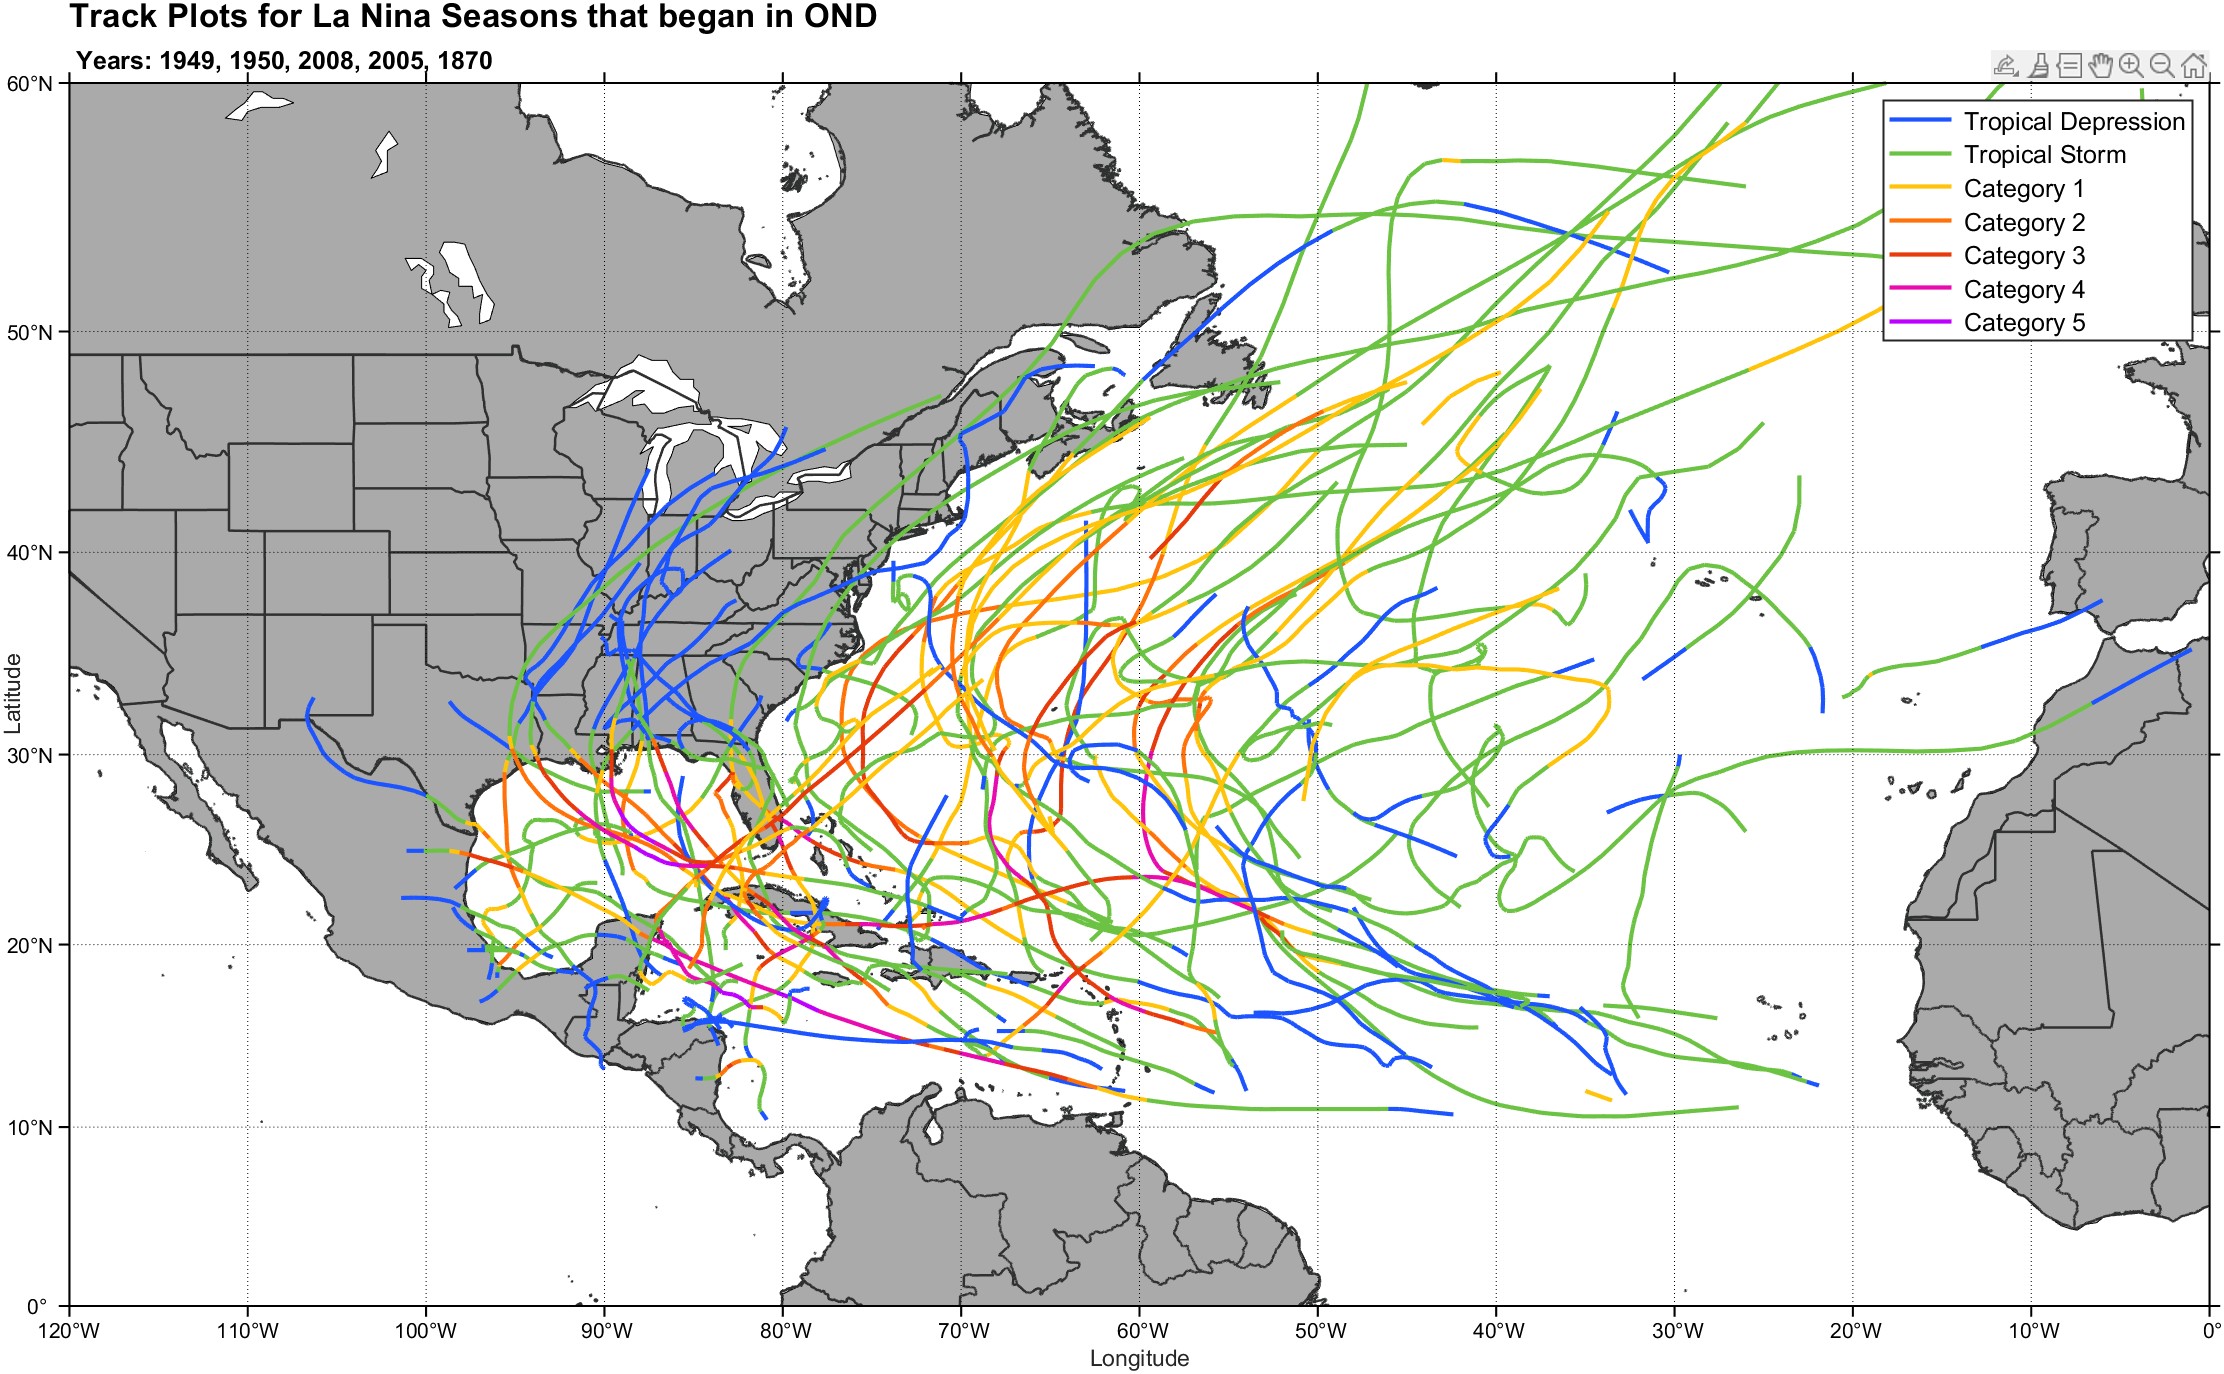 Track Plots for La Nina Seasons that began in OND
Years: 1949, 1950, 2008, 2005, 1870
Tropical Depression
Tropical Storm
Category 1
Category 2
Category 3
Category 4
Category 5
60°N
50°N
40°N
30°N
20°N
10°N
0°
Latitude
120°W 110°W 100°W 90°W 80°W 70°W 60°W 50°W 40°W 30°W 20°W 10°W 0°
Longitude